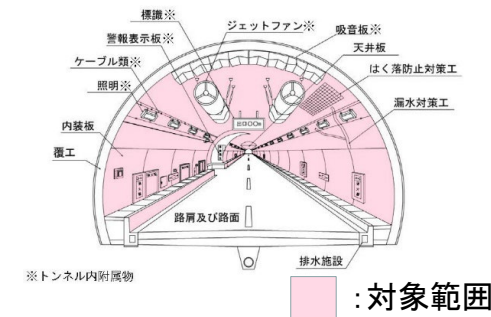 標識※
ジェットファン※
警報表示板※
吸音板※
ケーブル類※
天井板
照明※
はく落防止対策工
内装板
漏水対策工
覆工
路肩及び路面
排水施設
※トンネル内附属物
：対象範囲